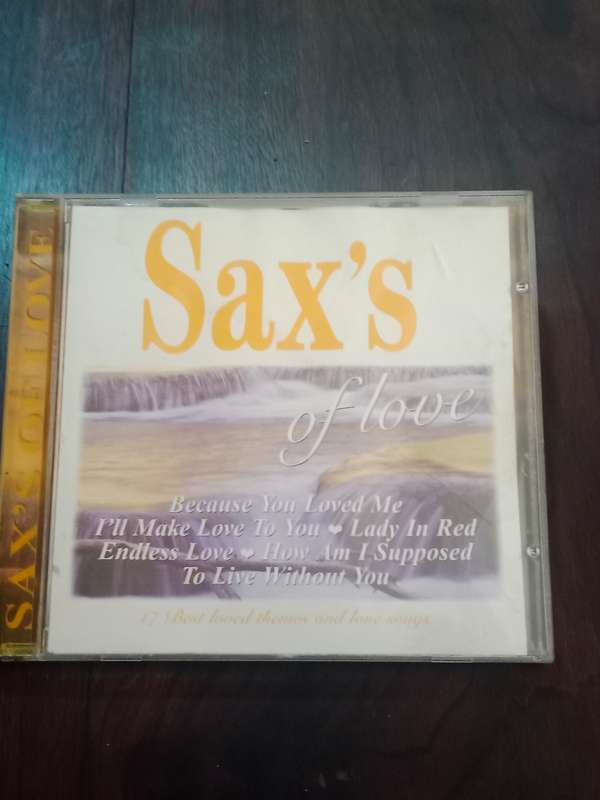 SAX'S OF LOVE
Sax's
of love
Because You Loved Me
I'll Make Love To You ❤ Lady In Red
Endless Love ❤ How Am I Supposed
To Live Without You
17 Best loved themes and love songs